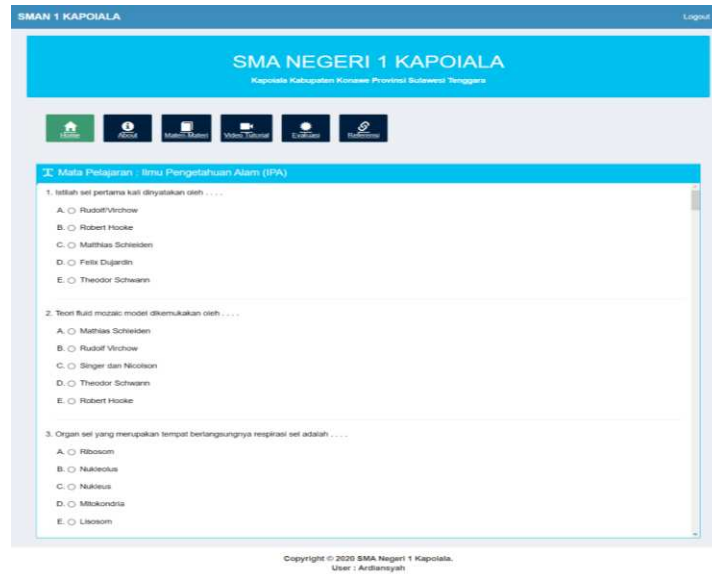 SMAN 1 KAPOIALA
Logout
SMA NEGERI 1 KAPOIALA
Kapoiala Kabupaten Konawe Provinsi Sulawesi Tenggara
Home
About
Materi-Materi
Video Tutorial
Evaluasi
Referensi
Mata Pelajaran : Ilmu Pengetahuan Alam (IPA)
1. Istilah sel pertama kali dinyatakan oleh . . . .
A. Rudolf/Virchow
B. Robert Hooke
C. Matthias Schleiden
D. Felix Dujardin
E. Theodor Schwann
2. Teori fluid mozaic model dikemukakan oleh . . . .
A. Mathias Schleiden
B. Rudolf Virchow
C. Singer dan Nicolson
D. Theodor Schwann
E. Robert Hooke
3. Organ sel yang merupakan tempat berlangsungnya respirasi sel adalah . . . .
A. Ribosom
B. Nukleolus
C. Nukleus
D. Mitokondria
E. Lisosom
Copyright © 2020 SMA Negeri 1 Kapoiala.
User : Ardiansyah